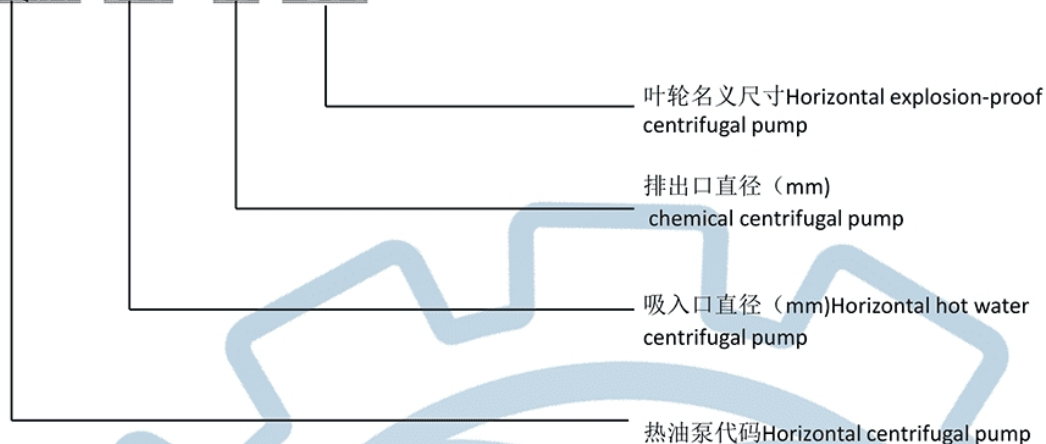 叶轮名义尺寸Horizontal explosion-proof
centrifugal pump
排出口直径（mm)
chemical centrifugal pump
吸入口直径（mm)Horizontal hot water
centrifugal pump
热油泵代码Horizontal centrifugal pump